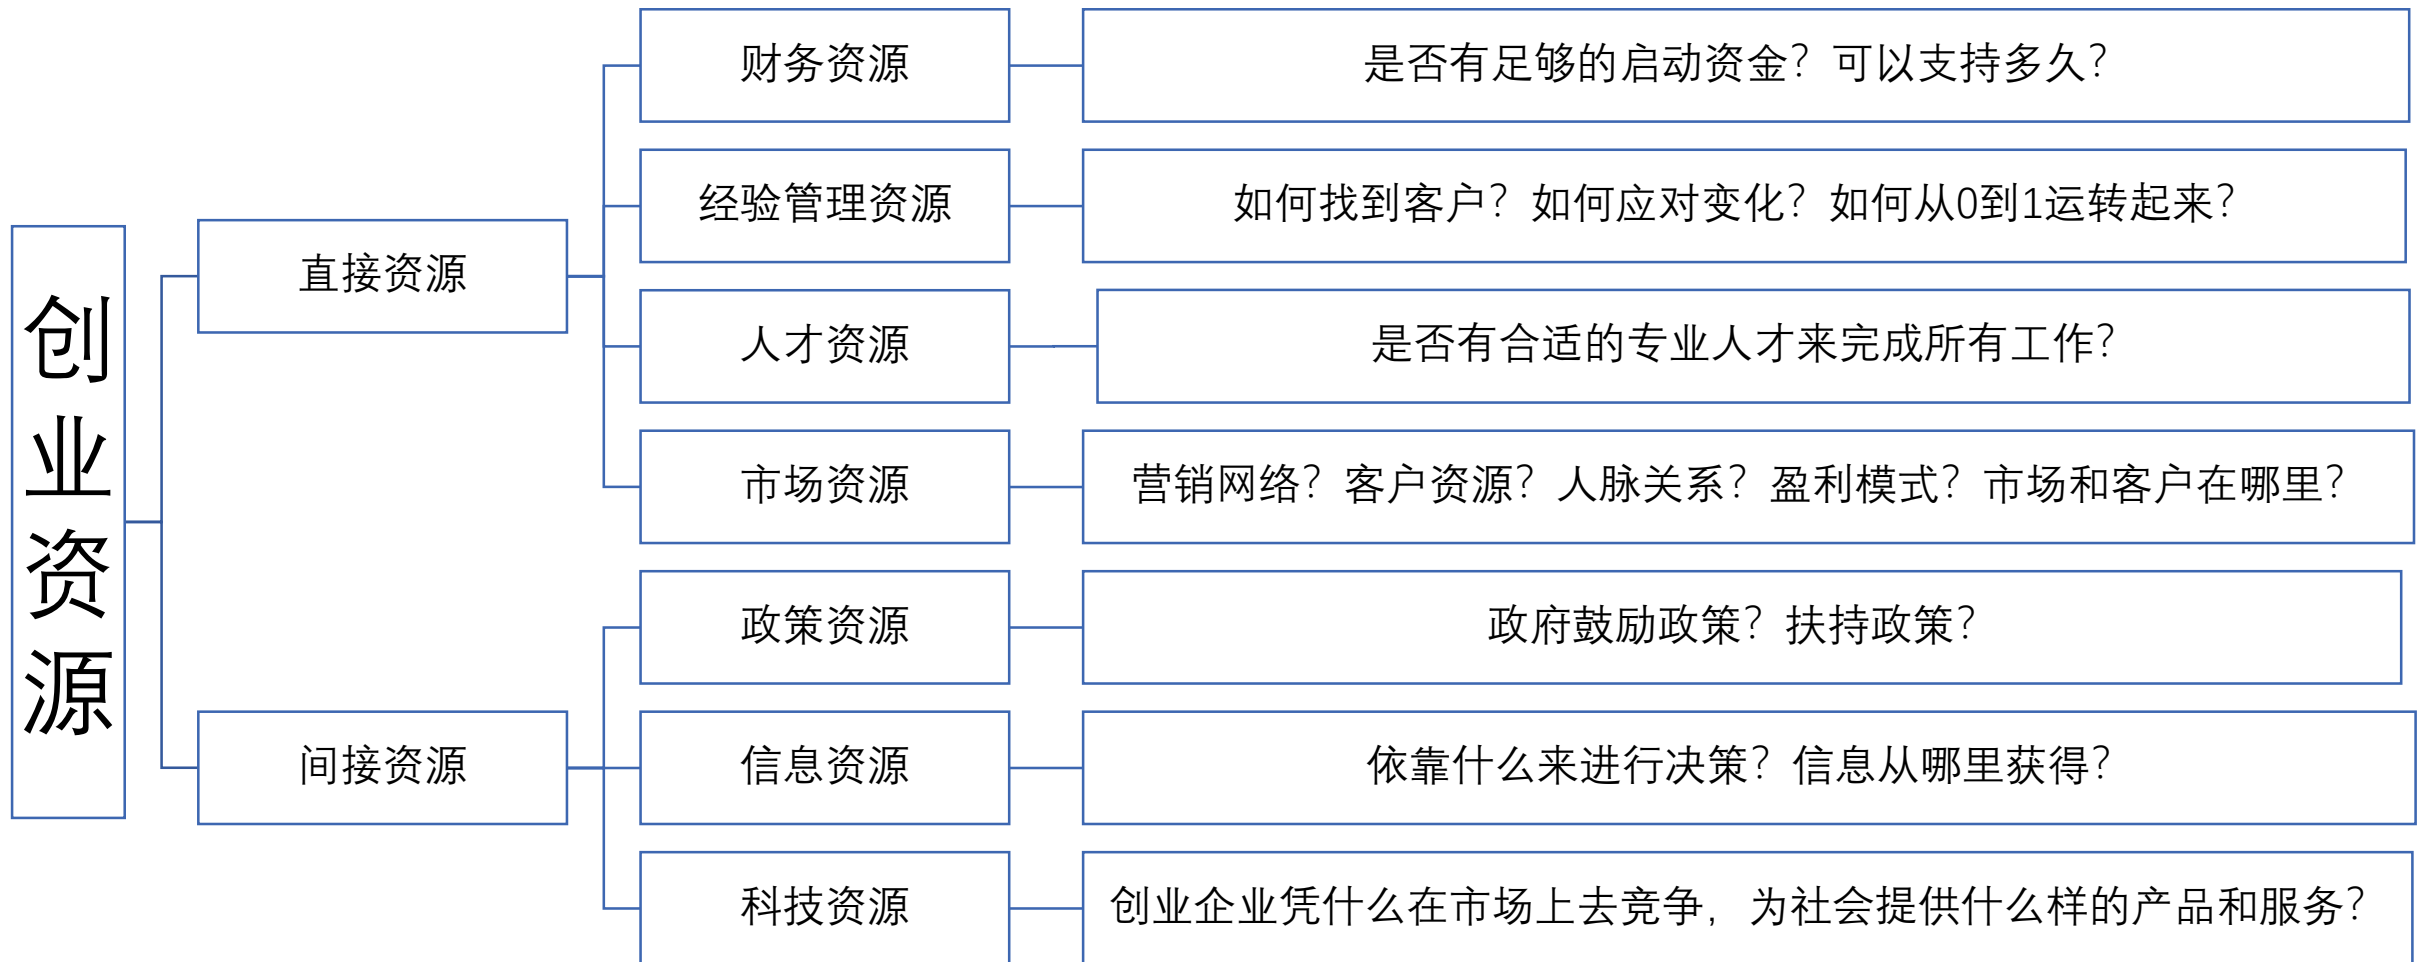 创业资源
直接资源
财务资源
是否有足够的启动资金？可以支持多久？
经验管理资源
如何找到客户？如何应对变化？如何从0到1运转起来？
人才资源
是否有合适的专业人才来完成所有工作？
市场资源
营销网络？客户资源？人脉关系？盈利模式？市场和客户在哪里？
间接资源
政策资源
政府鼓励政策？扶持政策？
信息资源
依靠什么来进行决策？信息从哪里获得？
科技资源
创业企业凭什么在市场上去竞争，为社会提供什么样的产品和服务？